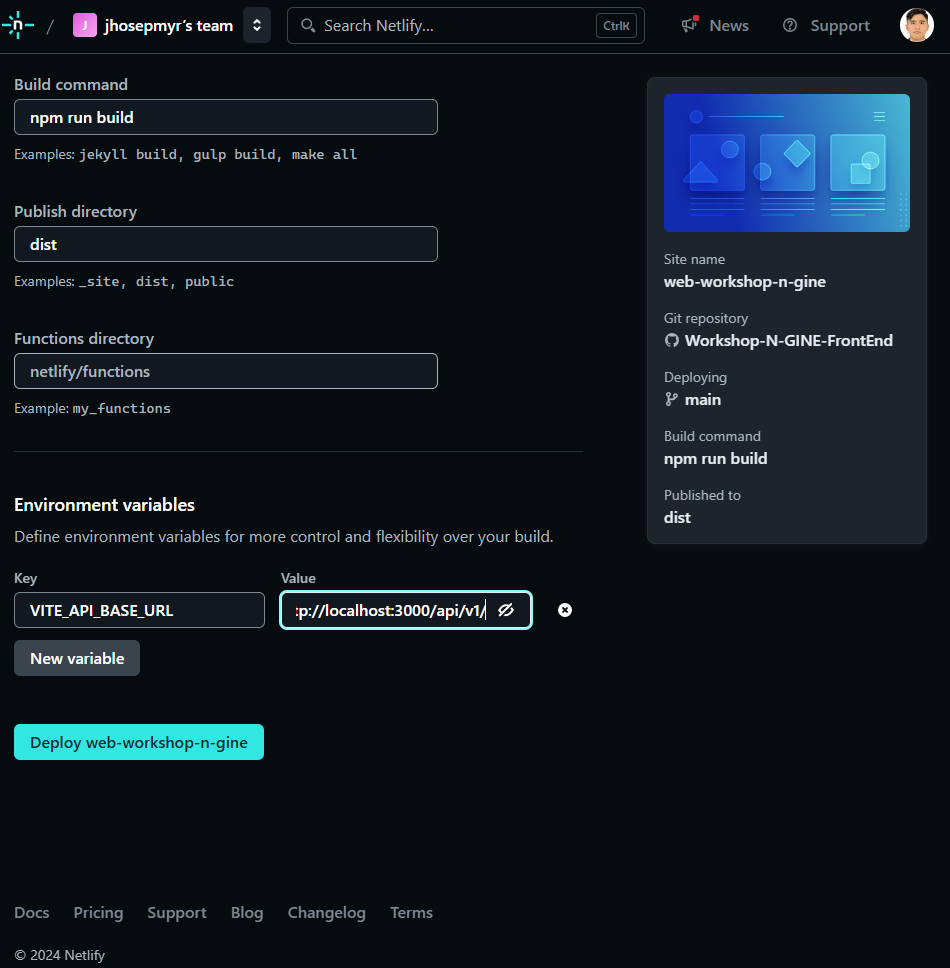 n / J jhosepmyr's team Search Netlify... CtrlK News Support
Build command
npm run build
Examples: jekyll build, gulp build, make all
Publish directory
dist
Examples: _site, dist, public
Functions directory
netlify/functions
Example: my_functions
Environment variables
Define environment variables for more control and flexibility over your build.
Key Value
VITE_API_BASE_URL :p://localhost:3000/api/v1/
New variable
Deploy web-workshop-n-gine
Site name
web-workshop-n-gine
Git repository
Workshop-N-GINE-FrontEnd
Deploying
main
Build command
npm run build
Published to
dist
Docs Pricing Support Blog Changelog Terms
© 2024 Netlify